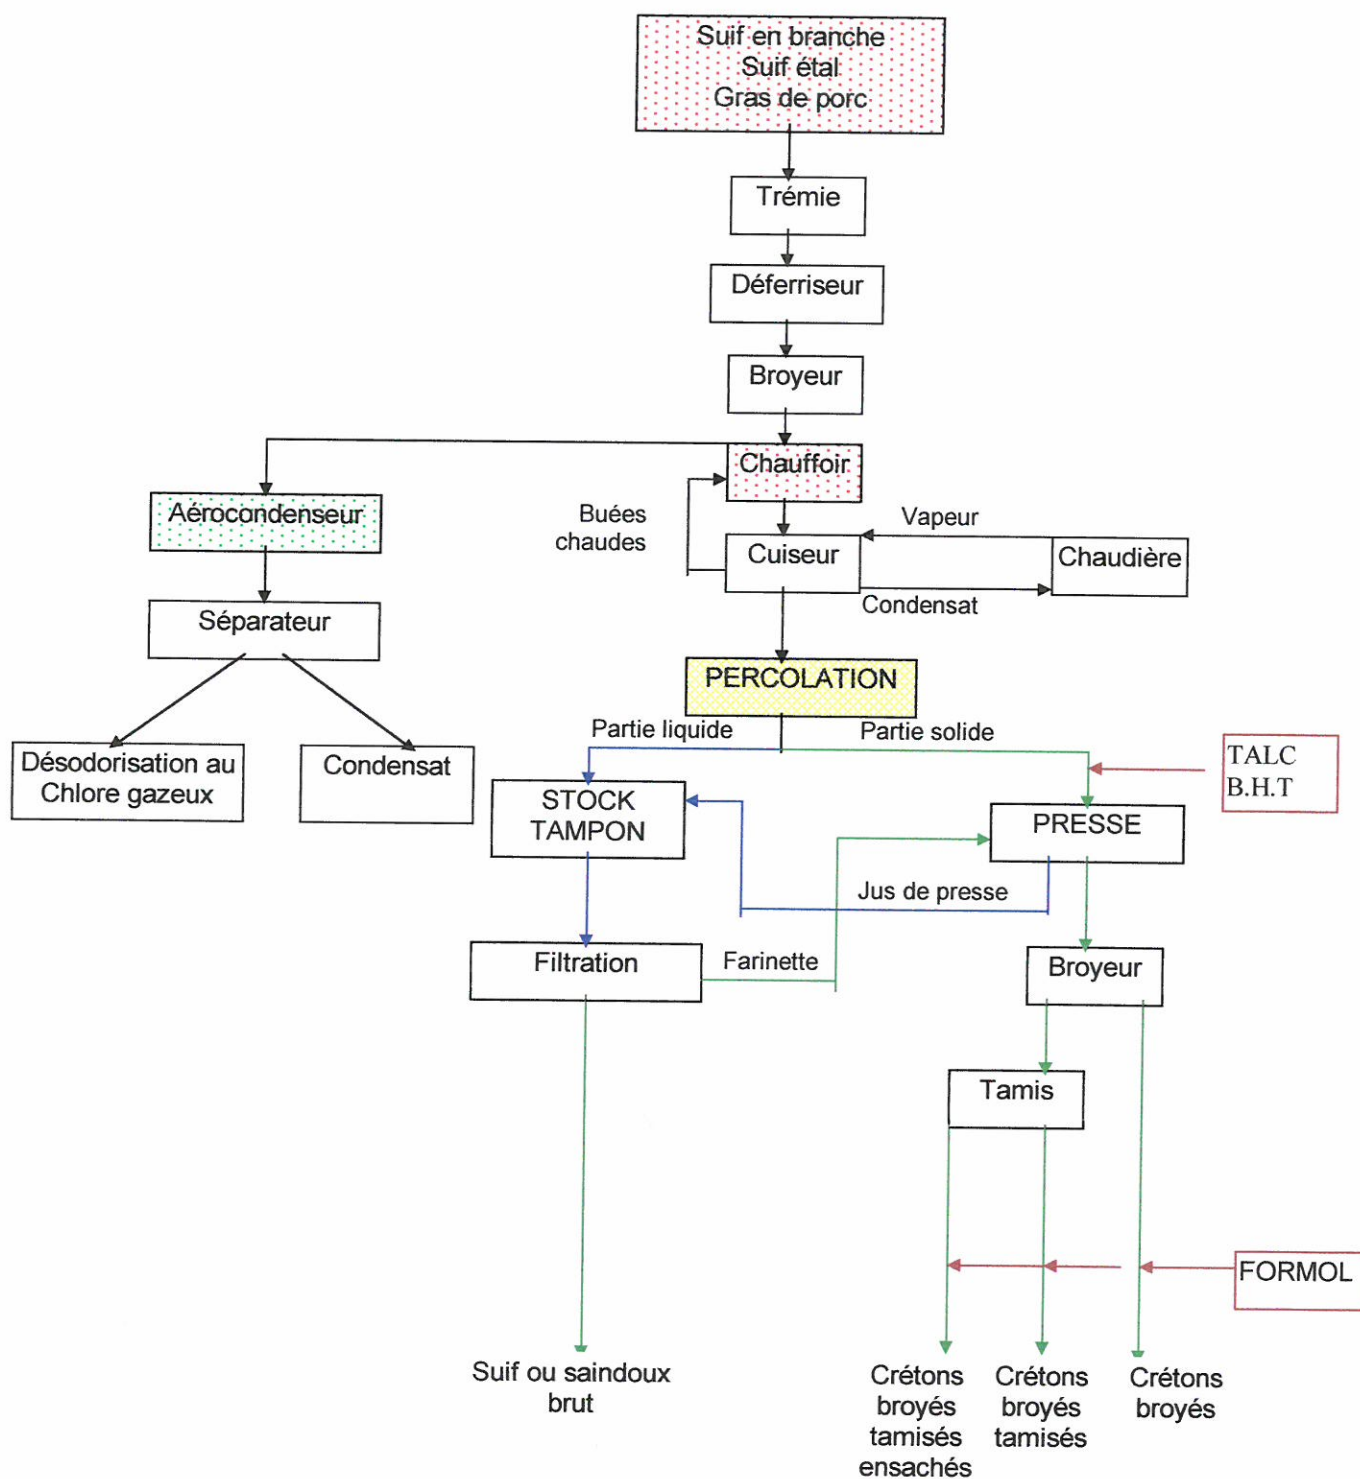 Suif en branche
Suif étal
Gras de porc
Trémie
Déferriseur
Broyeur
Chauffoir
Aérocondenseur
Buées
chaudes
Vapeur
Cuiseur
Chaudière
Condensat
Séparateur
PERCOLATION
Partie liquide
Partie solide
Désodorisation au
Chlore gazeux
Condensat
TALC
B.H.T
STOCK
TAMPON
PRESSE
Jus de presse
Filtration
Farinette
Broyeur
Tamis
FORMOL
Suif ou saindoux
brut
Crétons
broyés
tamisés
ensachés
Crétons
broyés
tamisés
Crétons
broyés